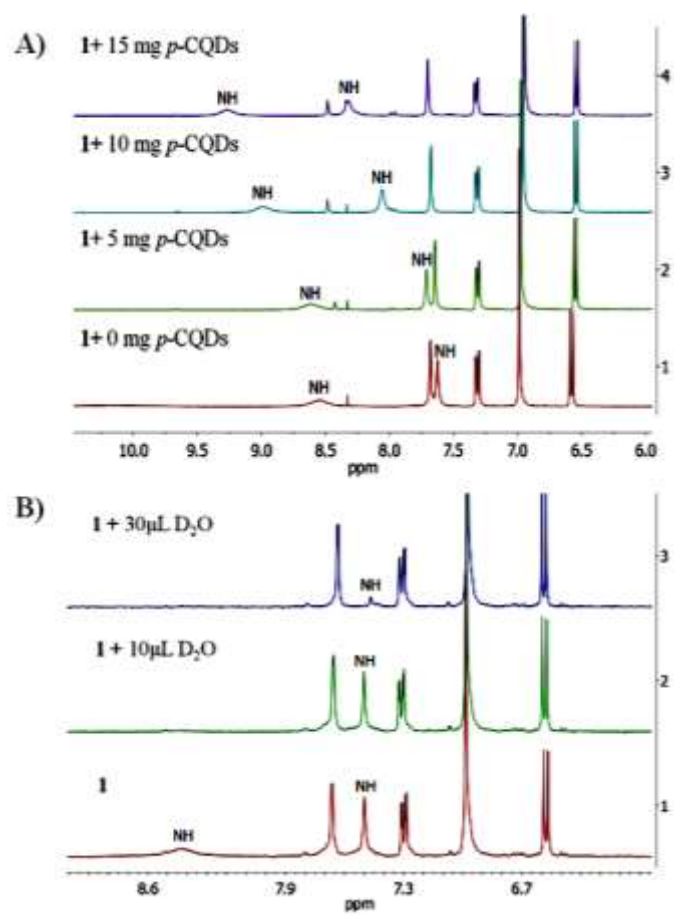 A)
1+ 15 mg p-CQDs
NH
NH
4
1+ 10 mg p-CQDs
NH
NH
3
1+ 5 mg p-CQDs
NH
NH
2
1+ 0 mg p-CQDs
NH
NH
1
10.0 9.5 9.0 8.5 8.0 7.5 7.0 6.5 6.0
ppm
B)
1 + 30μL D₂O
NH
3
1 + 10μL D₂O
NH
2
1
NH
NH
1
8.6 7.9 7.3 6.7
ppm